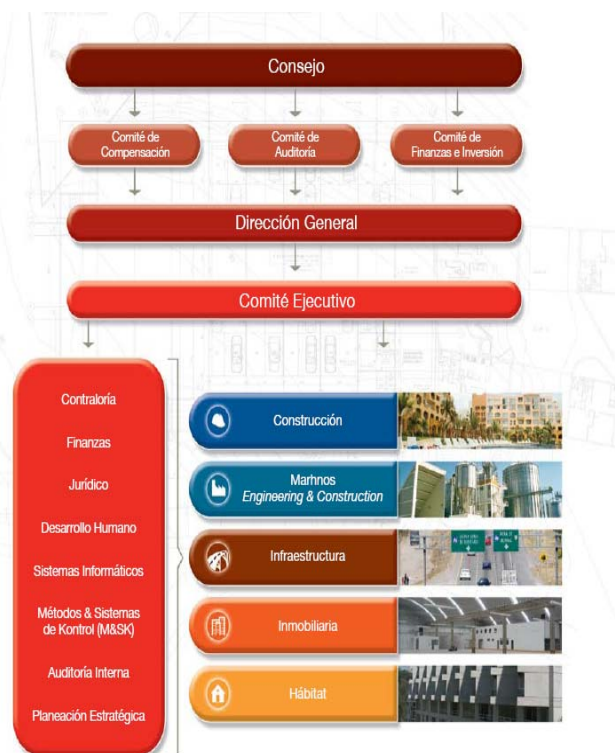 Consejo
Comité de
Compensación
Comité de
Auditoría
Comité de
Finanzas e Inversión
Dirección General
Comité Ejecutivo
Contraloría
Finanzas
Jurídico
Desarrollo Humano
Sistemas Informáticos
Métodos & Sistemas
de Kontrol (M&SK)
Auditoría Interna
Planeación Estratégica
Construcción
Marhnos
Engineering & Construction
Infraestructura
Inmobiliaria
Hábitat